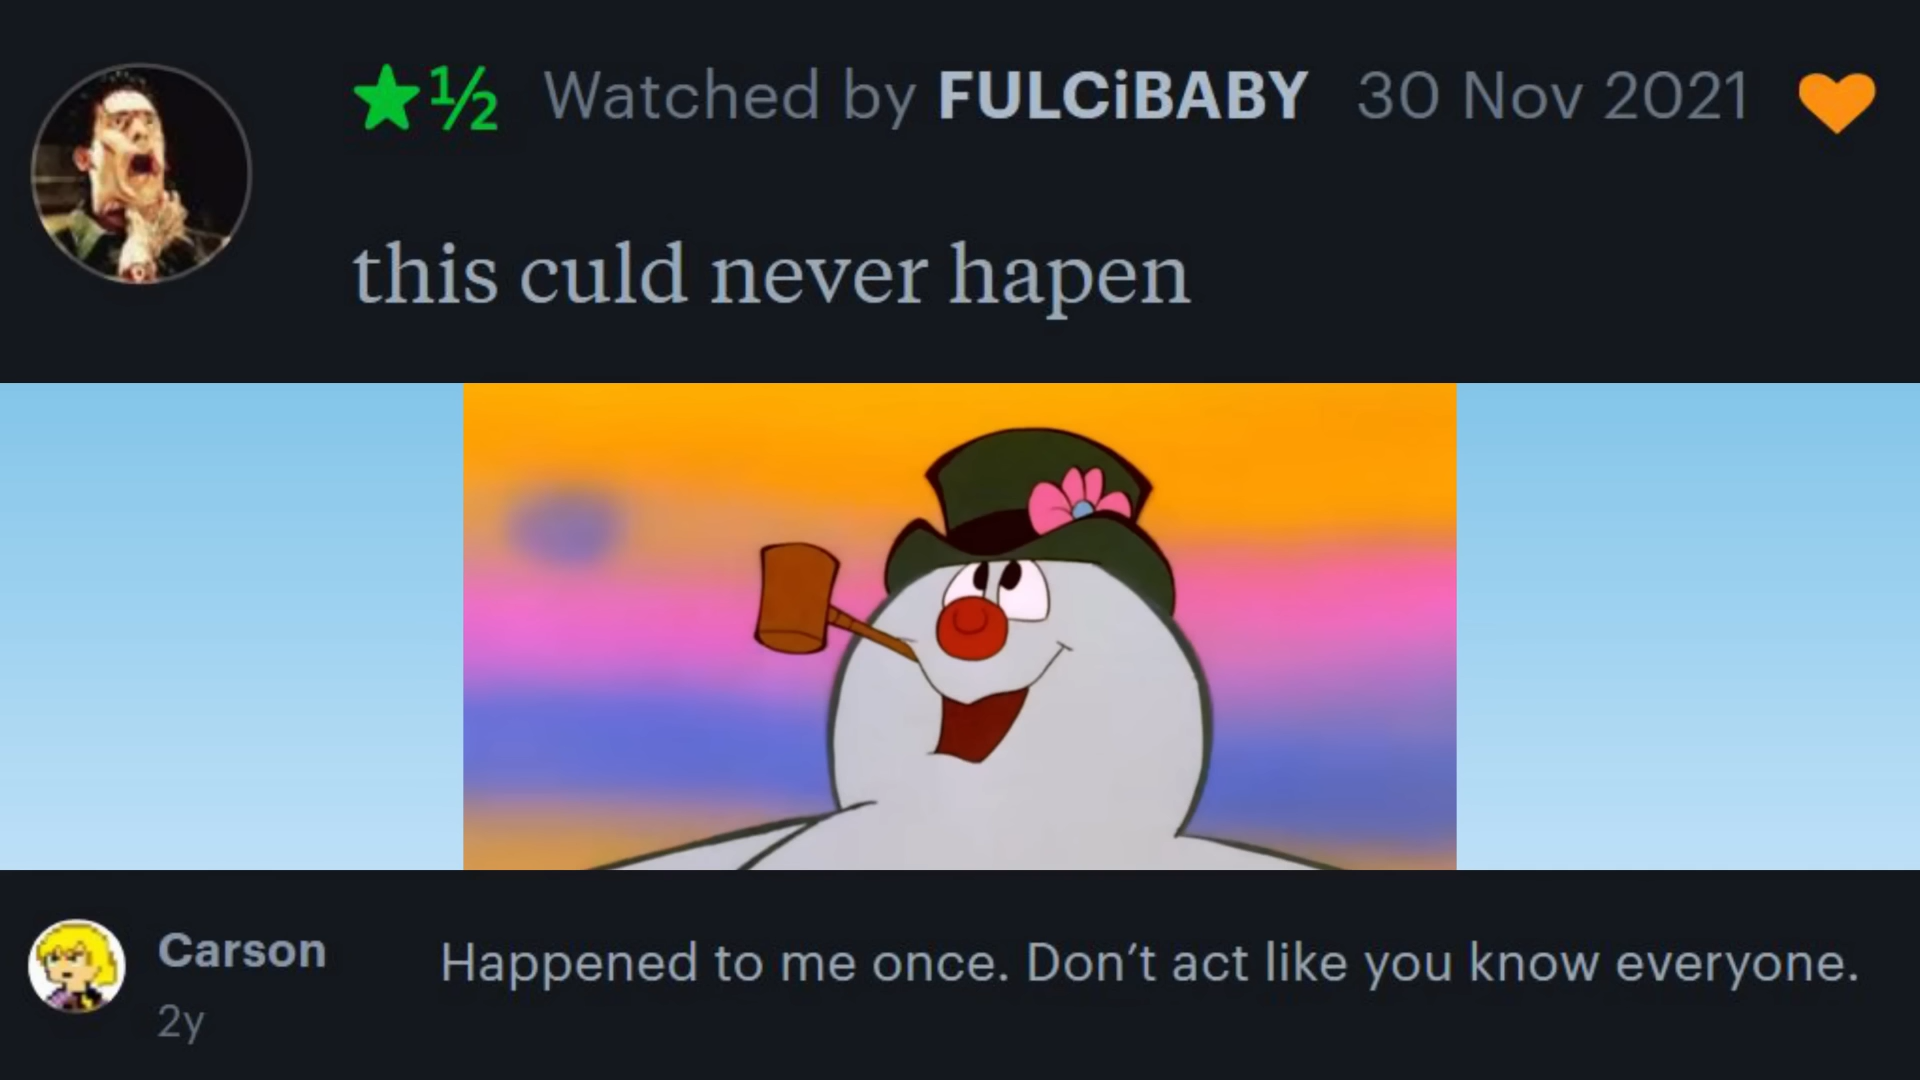 ★½ Watched by FULCiBABY 30 Nov 2021
this culd never hapen
Carson
2y
Happened to me once. Don’t act like you know everyone.